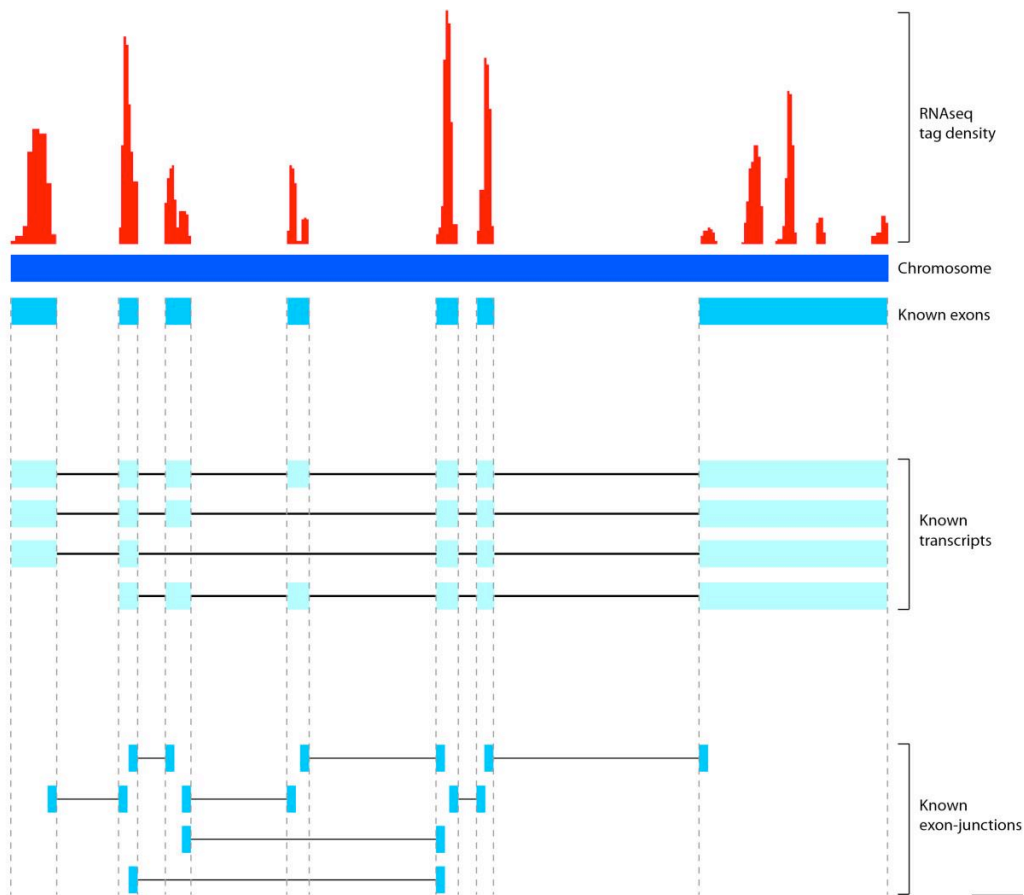 RNAseq
tag density
Chromosome
Known exons
Known
transcripts
Known
exon-junctions